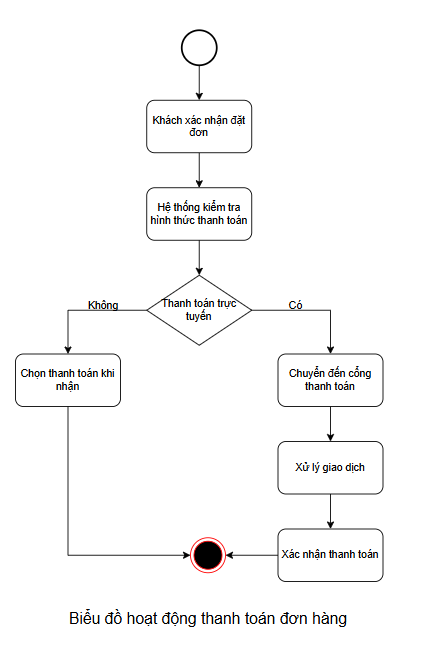 Khách xác nhận đặt
đơn
Hệ thống kiểm tra
hình thức thanh toán
Thanh toán trực
tuyến
Không
Có
Chọn thanh toán khi
nhận
Chuyển đến cổng
thanh toán
Xử lý giao dịch
Xác nhận thanh toán
Biểu đồ hoạt động thanh toán đơn hàng